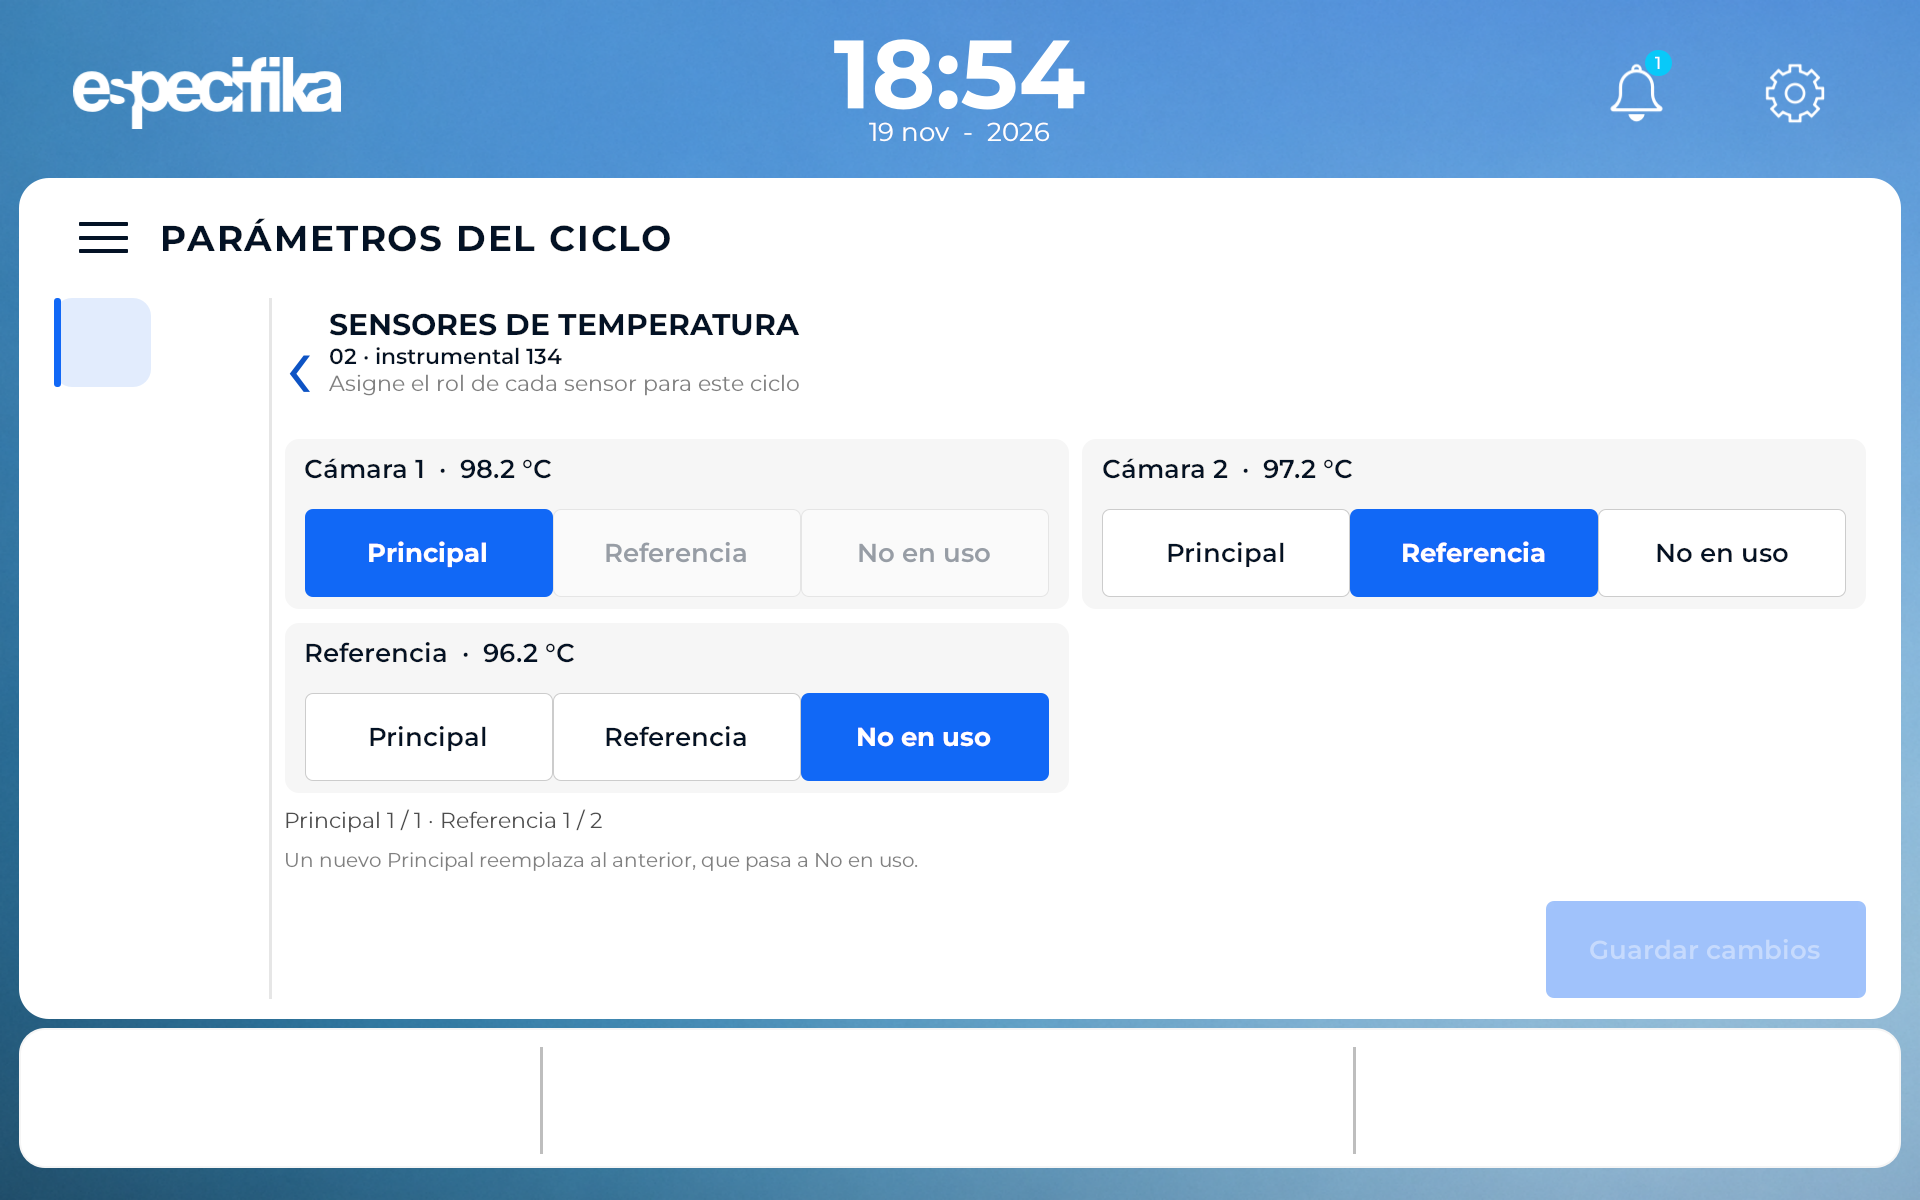 especifika
18:54
19 nov - 2026
1
PARÁMETROS DEL CICLO
SENSORES DE TEMPERATURA
02 · instrumental 134
Asigne el rol de cada sensor para este ciclo
Cámara 1 · 98.2 °C
Principal Referencia No en uso
Cámara 2 · 97.2 °C
Principal Referencia No en uso
Referencia · 96.2 °C
Principal Referencia No en uso
Principal 1 / 1 · Referencia 1 / 2
Un nuevo Principal reemplaza al anterior, que pasa a No en uso.
Guardar cambios